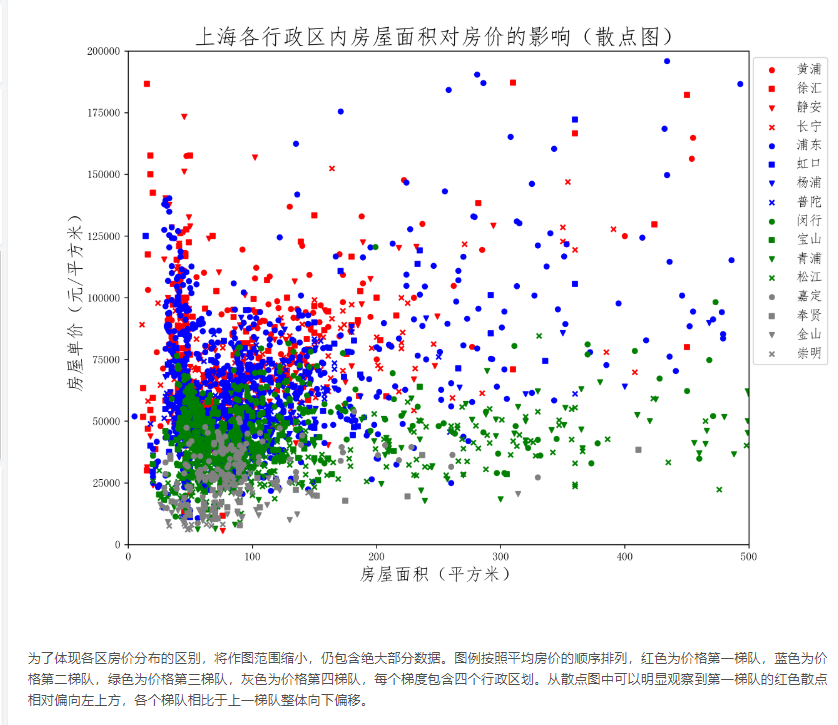 上海各行政区内房屋面积对房价的影响（散点图）
200000
175000
150000
125000
100000
75000
50000
25000
0
房屋单价（元/平方米）
0 100 200 300 400 500
房屋面积（平方米）
黄浦
徐汇
静安
长宁
浦东
虹口
杨浦
普陀
闵行
宝山
青浦
松江
嘉定
奉贤
金山
崇明
为了体现各区房价分布的区别，将作图范围缩小，仍包含绝大部分数据。图例按照平均房价的顺序排列，红色为价格第一梯队，蓝色为价
格第二梯队，绿色为价格第三梯队，灰色为价格第四梯队，每个梯度包含四个行政区划。从散点图中可以明显观察到第一梯队的红色散点
相对偏向左上方，各个梯队相比于上一梯队整体向下偏移。